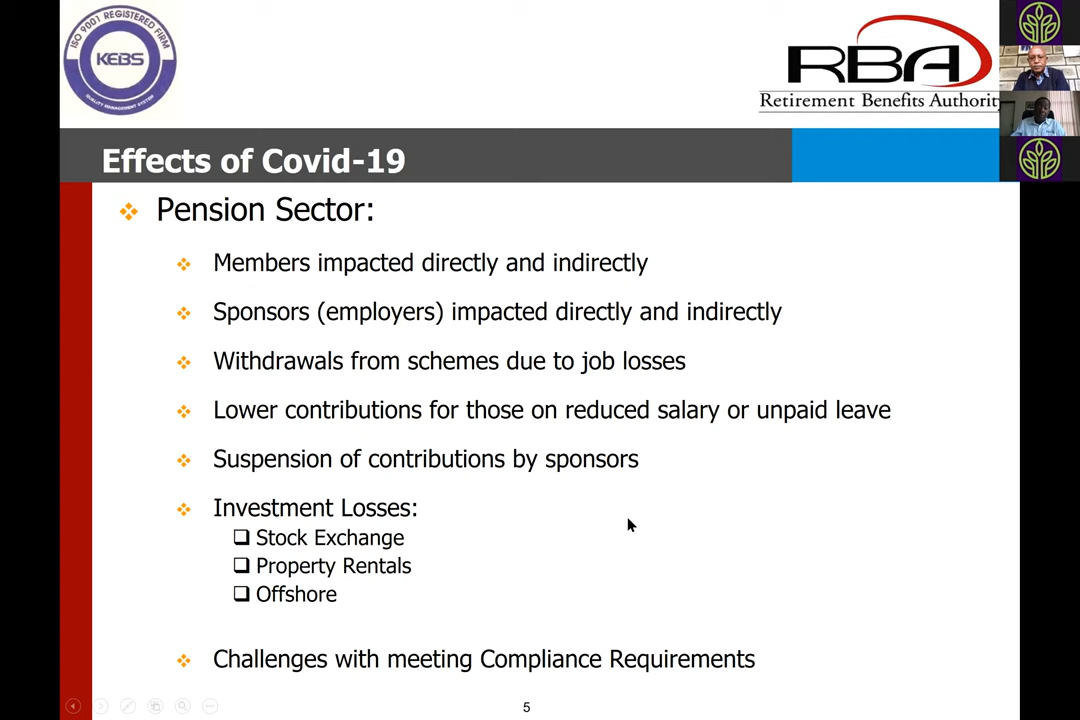 ISO 9001 REGISTERED FIRM
KEBS
QUALITY MANAGEMENT SYSTEM
RBA
Retirement Benefits Authority
Effects of Covid-19
Pension Sector:
Members impacted directly and indirectly
Sponsors (employers) impacted directly and indirectly
Withdrawals from schemes due to job losses
Lower contributions for those on reduced salary or unpaid leave
Suspension of contributions by sponsors
Investment Losses:
Stock Exchange
Property Rentals
Offshore
Challenges with meeting Compliance Requirements
5